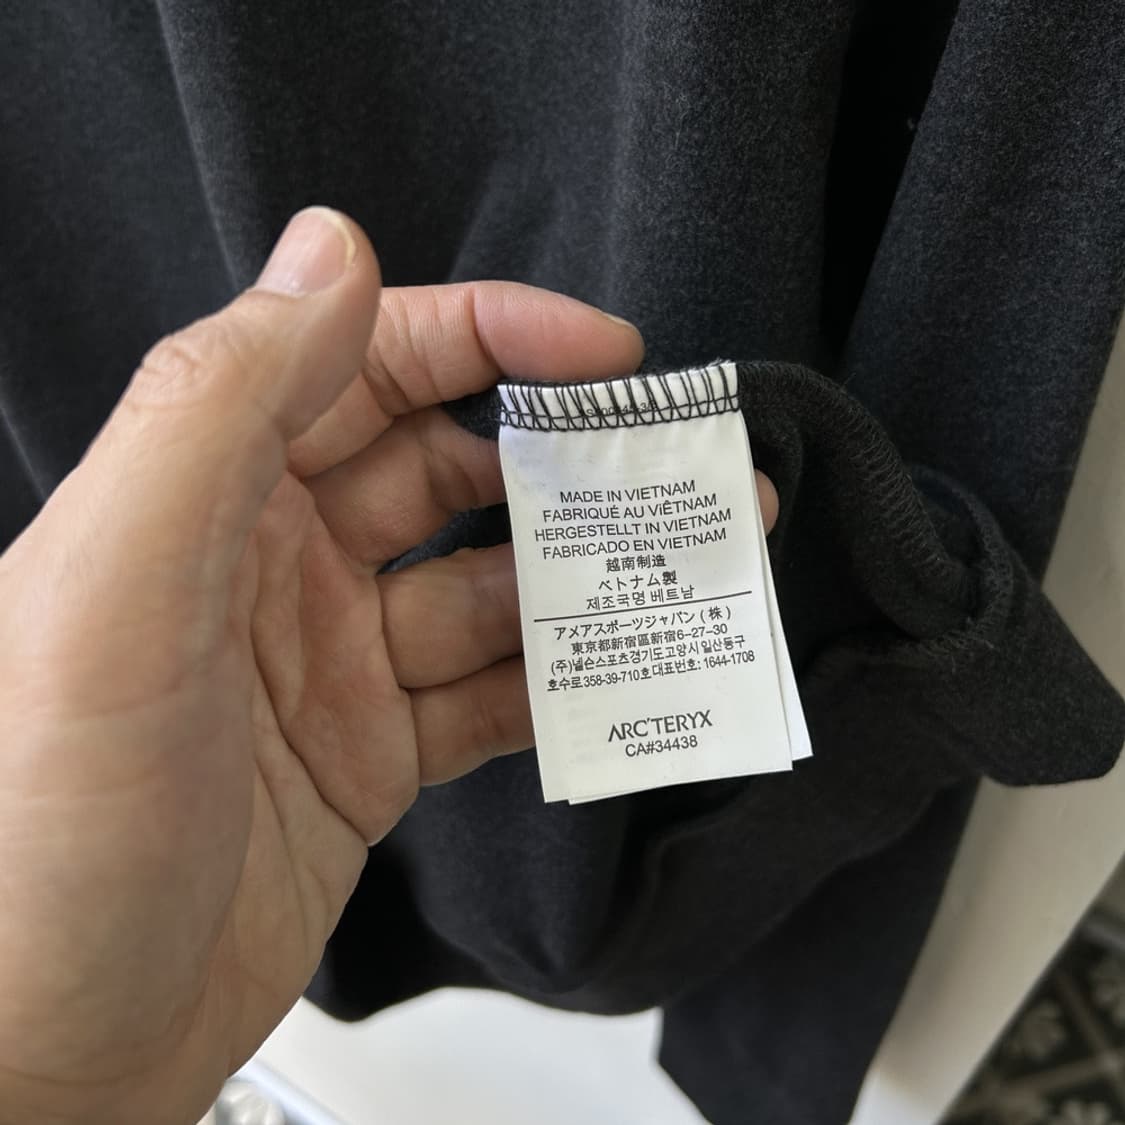 MADE IN VIETNAM
FABRIQUÉ AU VIÊTNAM
HERGESTELLT IN VIETNAM
FABRICADO EN VIETNAM
越南制造
ベトナム製
제조국명 베트남
アメアスポーツジャパン (株)
東京都新宿區新宿6-27-30
(주)넬슨스포츠경기도고양시일산동구
호수로358-39-710호대표번호: 1644-1708
ARC'TERYX
CA#34438